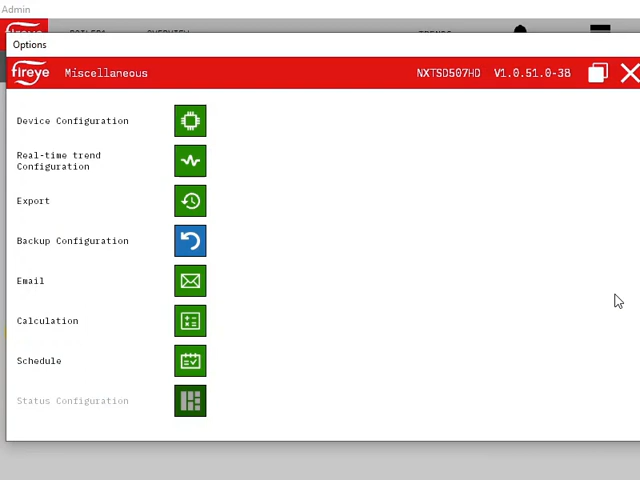 Admin
Options
fireye Miscellaneous NXTSD507HD V1.0.51.0-38
Device Configuration
Real-time trend
Configuration
Export
Backup Configuration
Email
Calculation
Schedule
Status Configuration